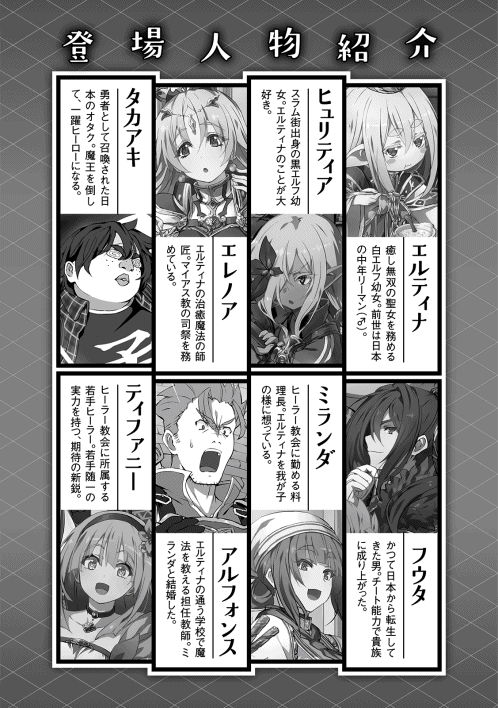 登場人物紹介
エルティナ
癒し無双の聖女を務める
白エルフ幼女。前世は日本
の中年リーマン(♂)。
ヒュリティア
スラム街出身の黒エルフ幼
女。エルティナのことが大
好き。
エレノア
エルティナの治癒魔法の師
匠。マイアス教の司祭を務
めている。
タカアキ
勇者として召喚された日
本のオタク。魔王を倒し
て、一躍ヒーローになる。
フウタ
かつて日本から転生して
きた男。チート能力で貴族
に成り上がった。
ミランダ
ヒーラー教会に勤める料
理長。エルティナを我が子
の様に想っている。
アルフォンス
エルティナの通う学校で魔
法を教える担任教師。ミ
ランダと結婚した。
ティファニー
ヒーラー教会に所属する
若手ヒーラー。若手随一の
実力を持つ、期待の新鋭。